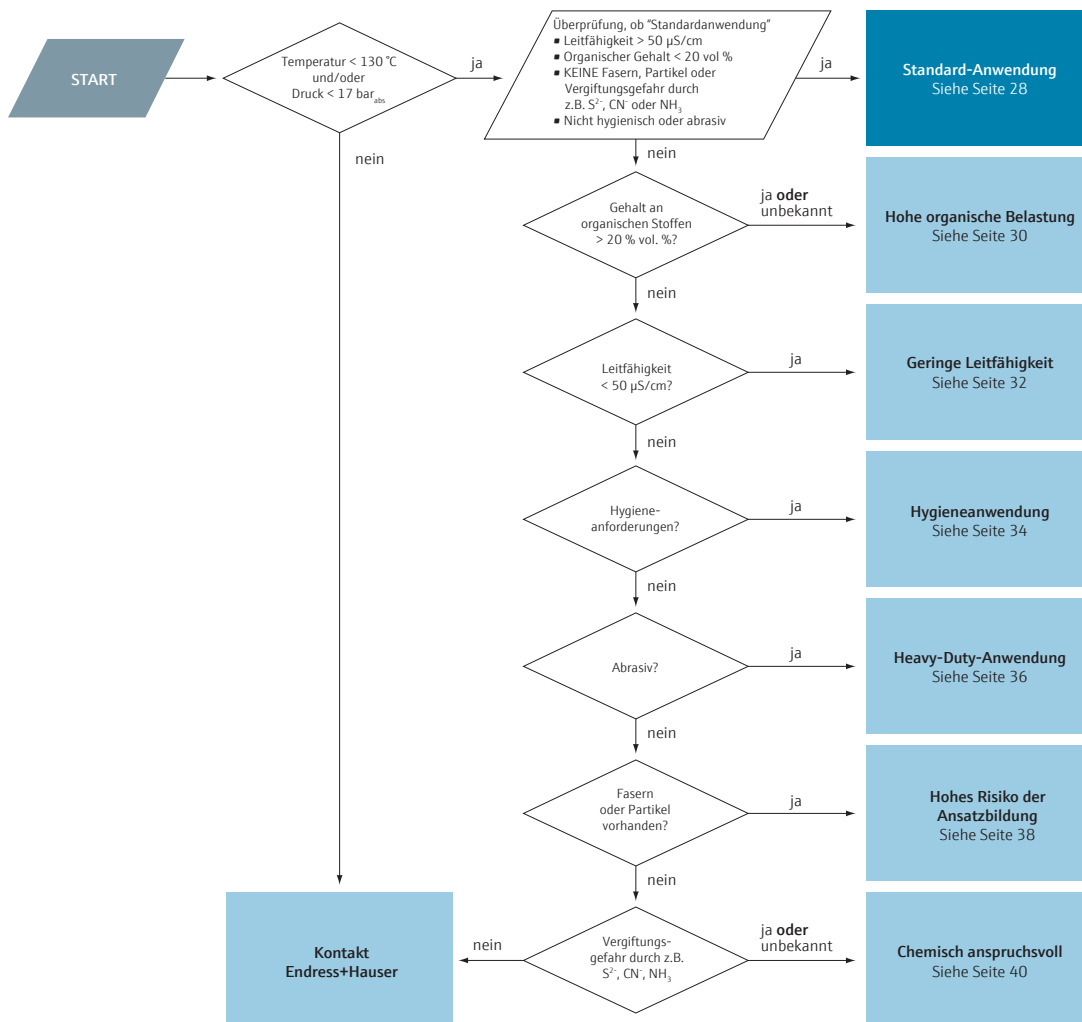 START
Temperatur < 130 °C
und/oder
Druck < 17 bar abs
ja
Überprüfung, ob "Standardanwendung"
▪ Leitfähigkeit > 50 µS/cm
▪ Organischer Gehalt < 20 vol %
▪ KEINE Fasern, Partikel oder
Vergiftungsgefahr durch
z.B. S²⁻, CN⁻ oder NH₃
▪ Nicht hygienisch oder abrasiv
ja
Standard-Anwendung
Siehe Seite 28
nein
nein
Gehalt an
organischen Stoffen
> 20 % vol. %?
ja oder
unbekannt
Hohe organische Belastung
Siehe Seite 30
nein
Leitfähigkeit
< 50 µS/cm?
ja
Geringe Leitfähigkeit
Siehe Seite 32
nein
Hygiene-
anforderungen?
ja
Hygieneanwendung
Siehe Seite 34
nein
Abrasiv?
ja
Heavy-Duty-Anwendung
Siehe Seite 36
nein
Fasern
oder Partikel
vorhanden?
ja
Hohes Risiko der
Ansatzbildung
Siehe Seite 38
nein
Kontakt
Endress+Hauser
nein
Vergiftungs-
gefahr durch z.B.
S²⁻, CN⁻, NH₃
ja oder
unbekannt
Chemisch anspruchsvoll
Siehe Seite 40